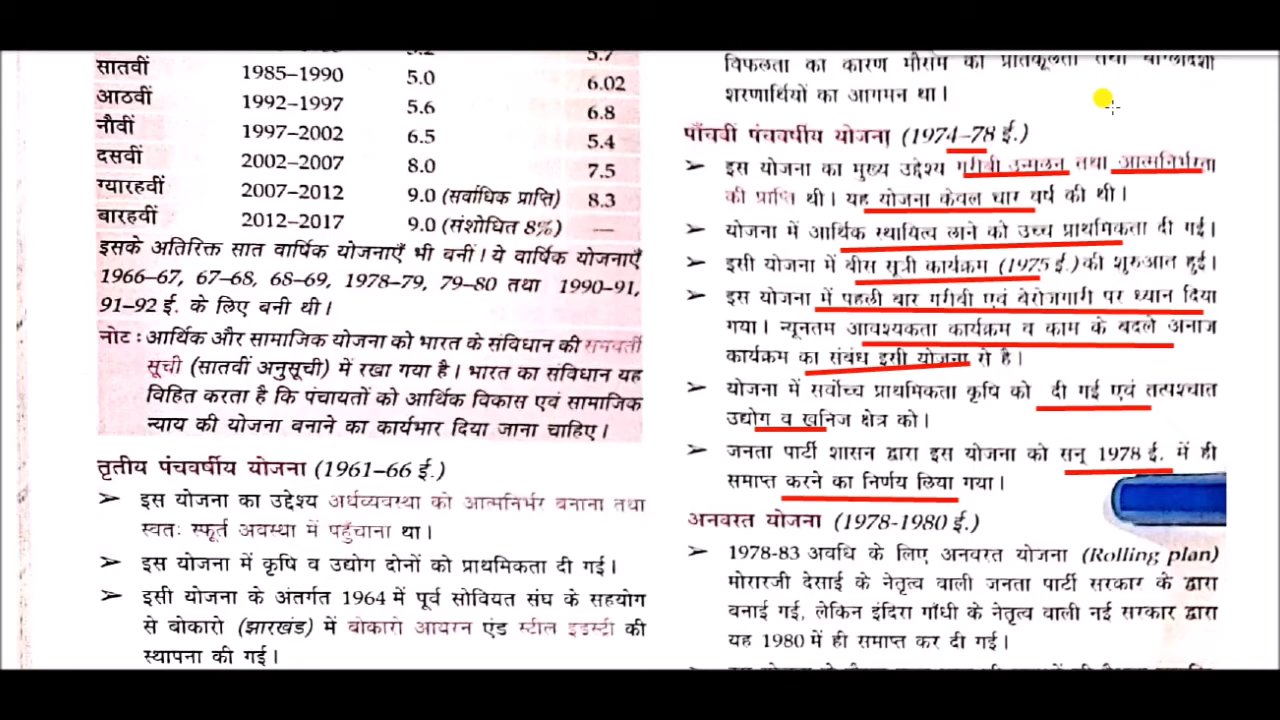 सातवीं 1985–1990 5.0 6.02
आठवीं 1992–1997 5.6 6.8
नौवीं 1997–2002 6.5 5.4
दसवीं 2002–2007 8.0 7.5
ग्यारहवीं 2007–2012 9.0 (सर्वाधिक प्राप्ति) 8.3
बारहवीं 2012–2017 9.0 (संशोधित 8%) —
इसके अतिरिक्त सात वार्षिक योजनाएँ भी बनीं। ये वार्षिक योजनाएँ
1966–67, 67–68, 68–69, 1978–79, 79–80 तथा 1990–91,
91–92 ई. के लिए बनी थी।
नोट : आर्थिक और सामाजिक योजना को भारत के संविधान की समवर्ती
सूची (सातवीं अनुसूची) में रखा गया है। भारत का संविधान यह
विहित करता है कि पंचायतों को आर्थिक विकास एवं सामाजिक
न्याय की योजना बनाने का कार्यभार दिया जाना चाहिए।
तृतीय पंचवर्षीय योजना (1961–66 ई.)
➢ इस योजना का उद्देश्य अर्थव्यवस्था को आत्मनिर्भर बनाना तथा
स्वतः स्फूर्त अवस्था में पहुँचाना था।
➢ इस योजना में कृषि व उद्योग दोनों को प्राथमिकता दी गई।
➢ इसी योजना के अंतर्गत 1964 में पूर्व सोवियत संघ के सहयोग
से बोकारो (झारखंड) में बोकारो आयरन एंड स्टील इंडस्ट्री की
स्थापना की गई।
विफलता का कारण मौसम की प्रतिकूलता तथा बांग्लादेशी
शरणार्थियों का आगमन था।
पाँचवीं पंचवर्षीय योजना (1974–78 ई.)
➢ इस योजना का मुख्य उद्देश्य गरीबी उन्मूलन तथा आत्मनिर्भरता
की प्राप्ति थी। यह योजना केवल चार वर्ष की थी।
➢ योजना में आर्थिक स्थायित्व लाने को उच्च प्राथमिकता दी गई।
➢ इसी योजना में बीस सूत्री कार्यक्रम (1975 ई.) की शुरुआत हुई।
➢ इस योजना में पहली बार गरीबी एवं बेरोजगारी पर ध्यान दिया
गया। न्यूनतम आवश्यकता कार्यक्रम व काम के बदले अनाज
कार्यक्रम का संबंध इसी योजना से है।
➢ योजना में सर्वोच्च प्राथमिकता कृषि को दी गई एवं तत्पश्चात
उद्योग व खनिज क्षेत्र को।
➢ जनता पार्टी शासन द्वारा इस योजना को सन् 1978 ई. में ही
समाप्त करने का निर्णय लिया गया।
अनवरत योजना (1978-1980 ई.)
➢ 1978-83 अवधि के लिए अनवरत योजना (Rolling plan)
मोरारजी देसाई के नेतृत्व वाली जनता पार्टी सरकार के द्वारा
बनाई गई, लेकिन इंदिरा गाँधी के नेतृत्व वाली नई सरकार द्वारा
यह 1980 में ही समाप्त कर दी गई।